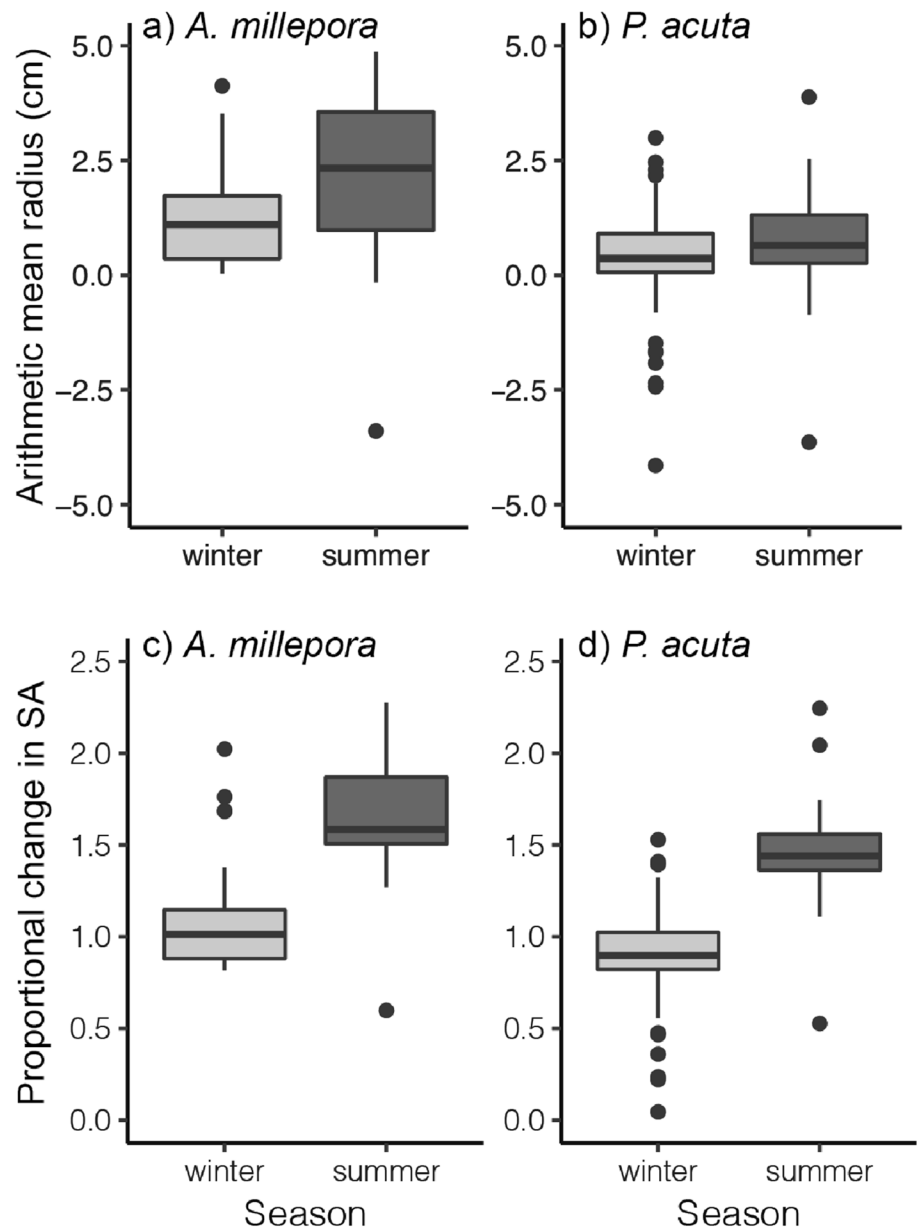 a) A. millepora
b) P. acuta
Arithmetic mean radius (cm)
5.0
2.5
0.0
−2.5
−5.0
winter
summer
5.0
2.5
0.0
−2.5
−5.0
winter
summer
c) A. millepora
d) P. acuta
Proportional change in SA
2.5
2.0
1.5
1.0
0.5
0.0
winter
summer
Season
2.5
2.0
1.5
1.0
0.5
0.0
winter
summer
Season